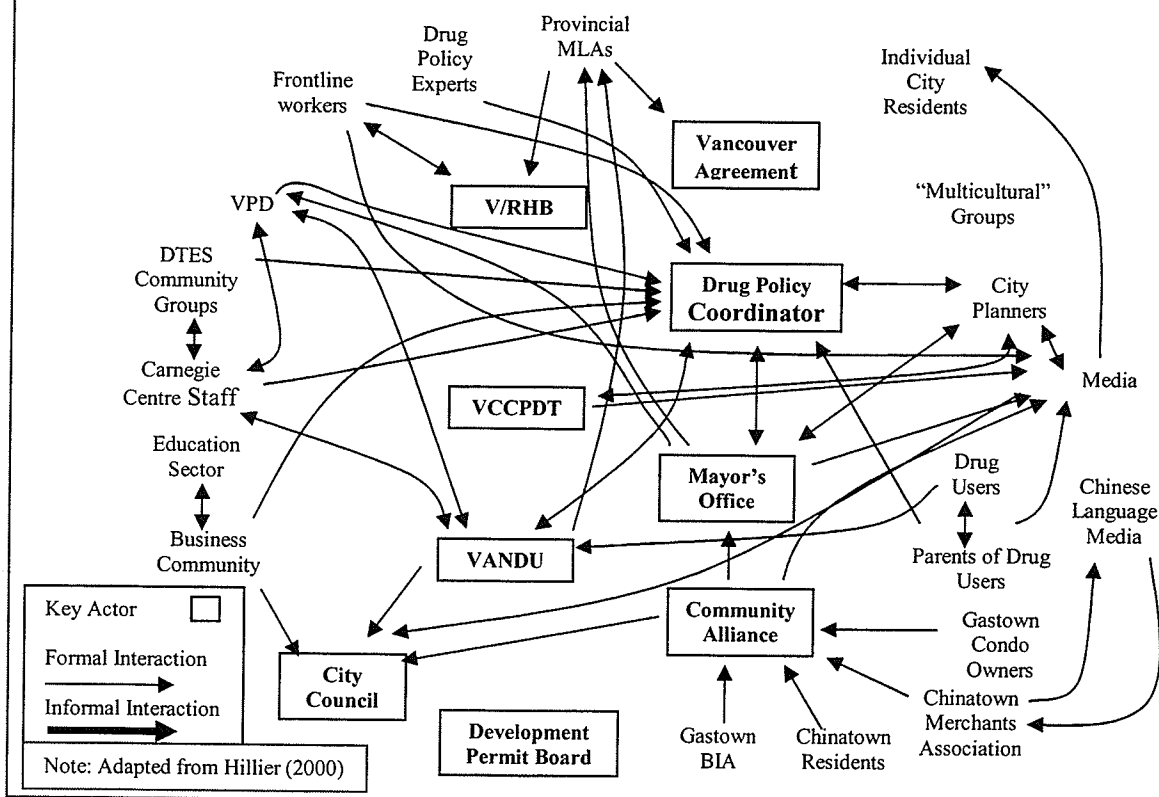 Provincial
MLAs
Drug
Policy
Experts
Individual
City
Residents
Frontline
workers
Vancouver
Agreement
V/RHB
"Multicultural"
Groups
VPD
DTES
Community
Groups
Drug Policy
Coordinator
City
Planners
Carnegie
Centre Staff
Media
VCCPDT
Education
Sector
Mayor's
Office
Drug
Users
Chinese
Language
Media
Business
Community
VANDU
Parents of Drug
Users
Key Actor
Community
Alliance
Gastown
Condo
Owners
Formal Interaction
Informal Interaction
City
Council
Chinatown
Merchants
Association
Development
Permit Board
Gastown
BIA
Chinatown
Residents
Note: Adapted from Hillier (2000)